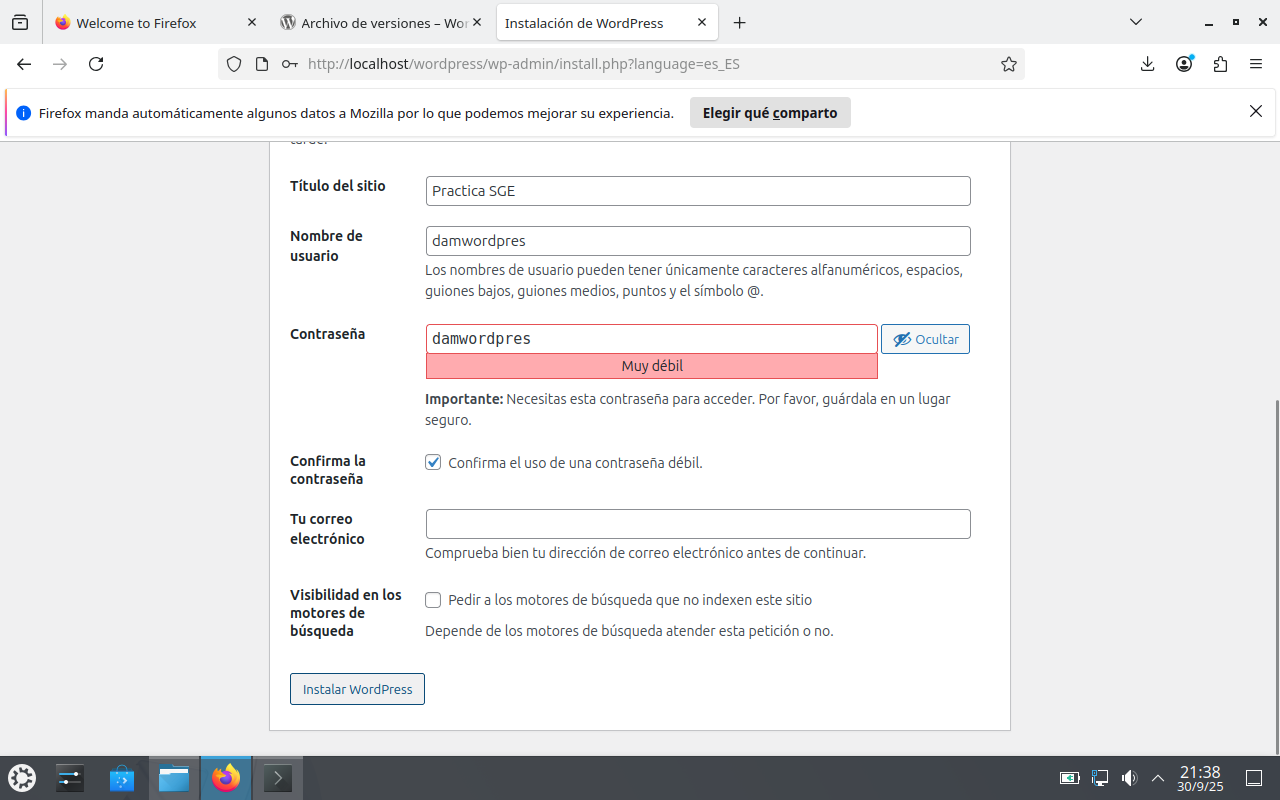 Welcome to Firefox
Archivo de versiones – Wor
Instalación de WordPress
http://localhost/wordpress/wp-admin/install.php?language=es_ES
Firefox manda automáticamente algunos datos a Mozilla por lo que podemos mejorar su experiencia.
Elegir qué comparto
Título del sitio
Practica SGE
Nombre de
usuario
damwordpres
Los nombres de usuario pueden tener únicamente caracteres alfanuméricos, espacios,
guiones bajos, guiones medios, puntos y el símbolo @.
Contraseña
damwordpres
Ocultar
Muy débil
Importante: Necesitas esta contraseña para acceder. Por favor, guárdala en un lugar
seguro.
Confirma la
contraseña
Confirma el uso de una contraseña débil.
Tu correo
electrónico
Comprueba bien tu dirección de correo electrónico antes de continuar.
Visibilidad en los
motores de
búsqueda
Pedir a los motores de búsqueda que no indexen este sitio
Depende de los motores de búsqueda atender esta petición o no.
Instalar WordPress
21:38
30/9/25